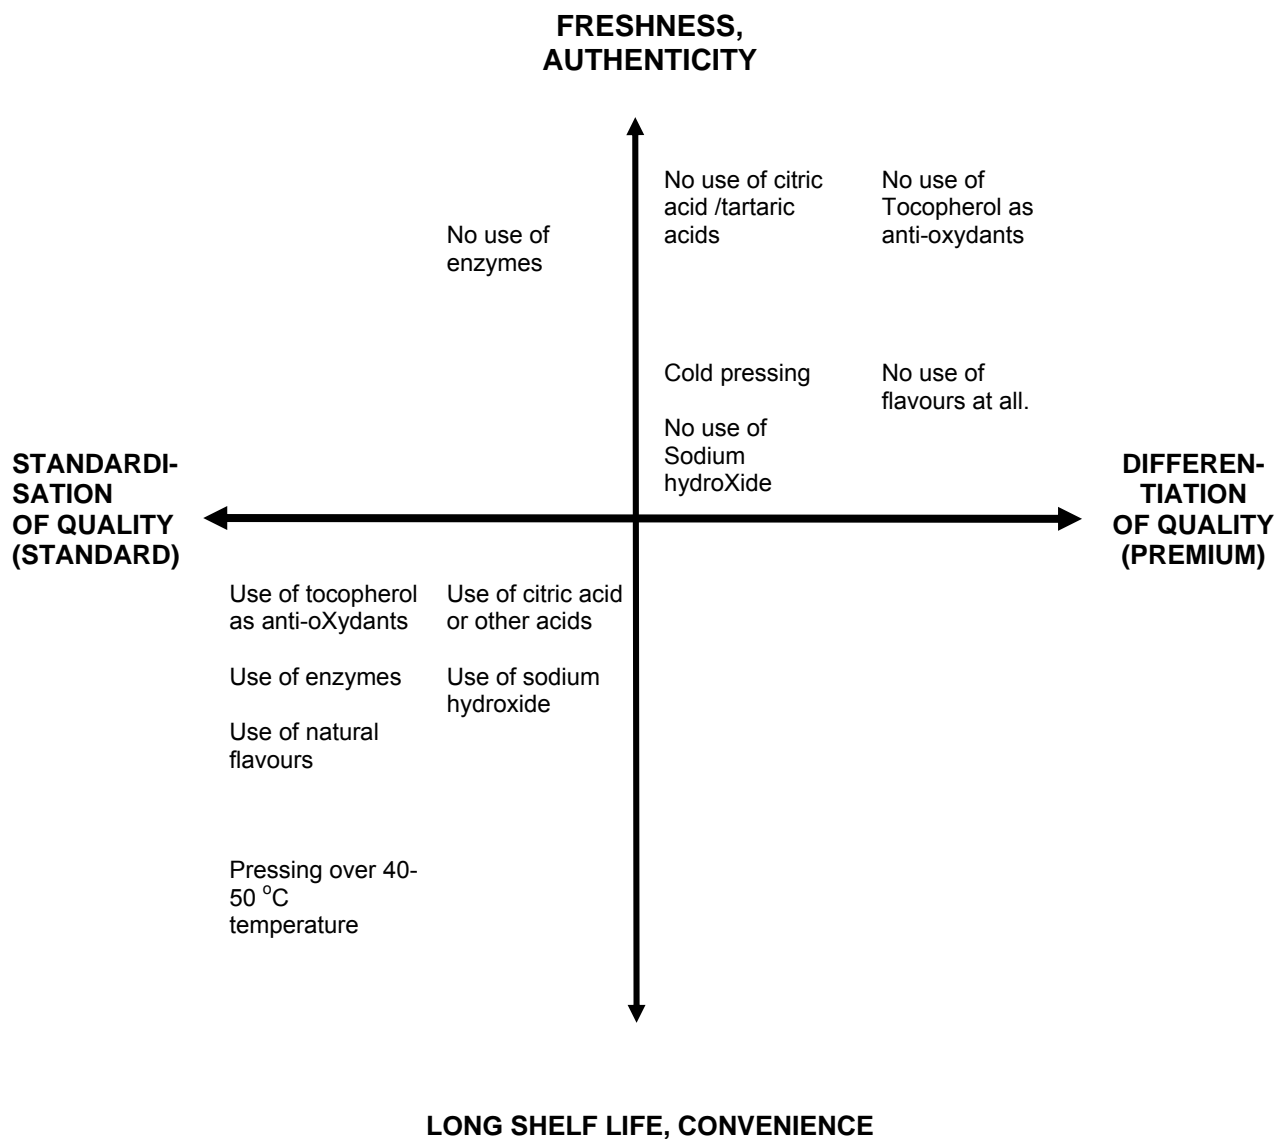 FRESHNESS,
AUTHENTICITY
No use of citric
acid /tartaric
acids
No use of
Tocopherol as
anti-oxydants
No use of
enzymes
Cold pressing
No use of
flavours at all.
No use of
Sodium
hydroXide
STANDARDI-
SATION
OF QUALITY
(STANDARD)
DIFFEREN-
TIATION
OF QUALITY
(PREMIUM)
Use of tocopherol
as anti-oXydants
Use of citric acid
or other acids
Use of enzymes
Use of sodium
hydroxide
Use of natural
flavours
Pressing over 40-
50 °C
temperature
LONG SHELF LIFE, CONVENIENCE